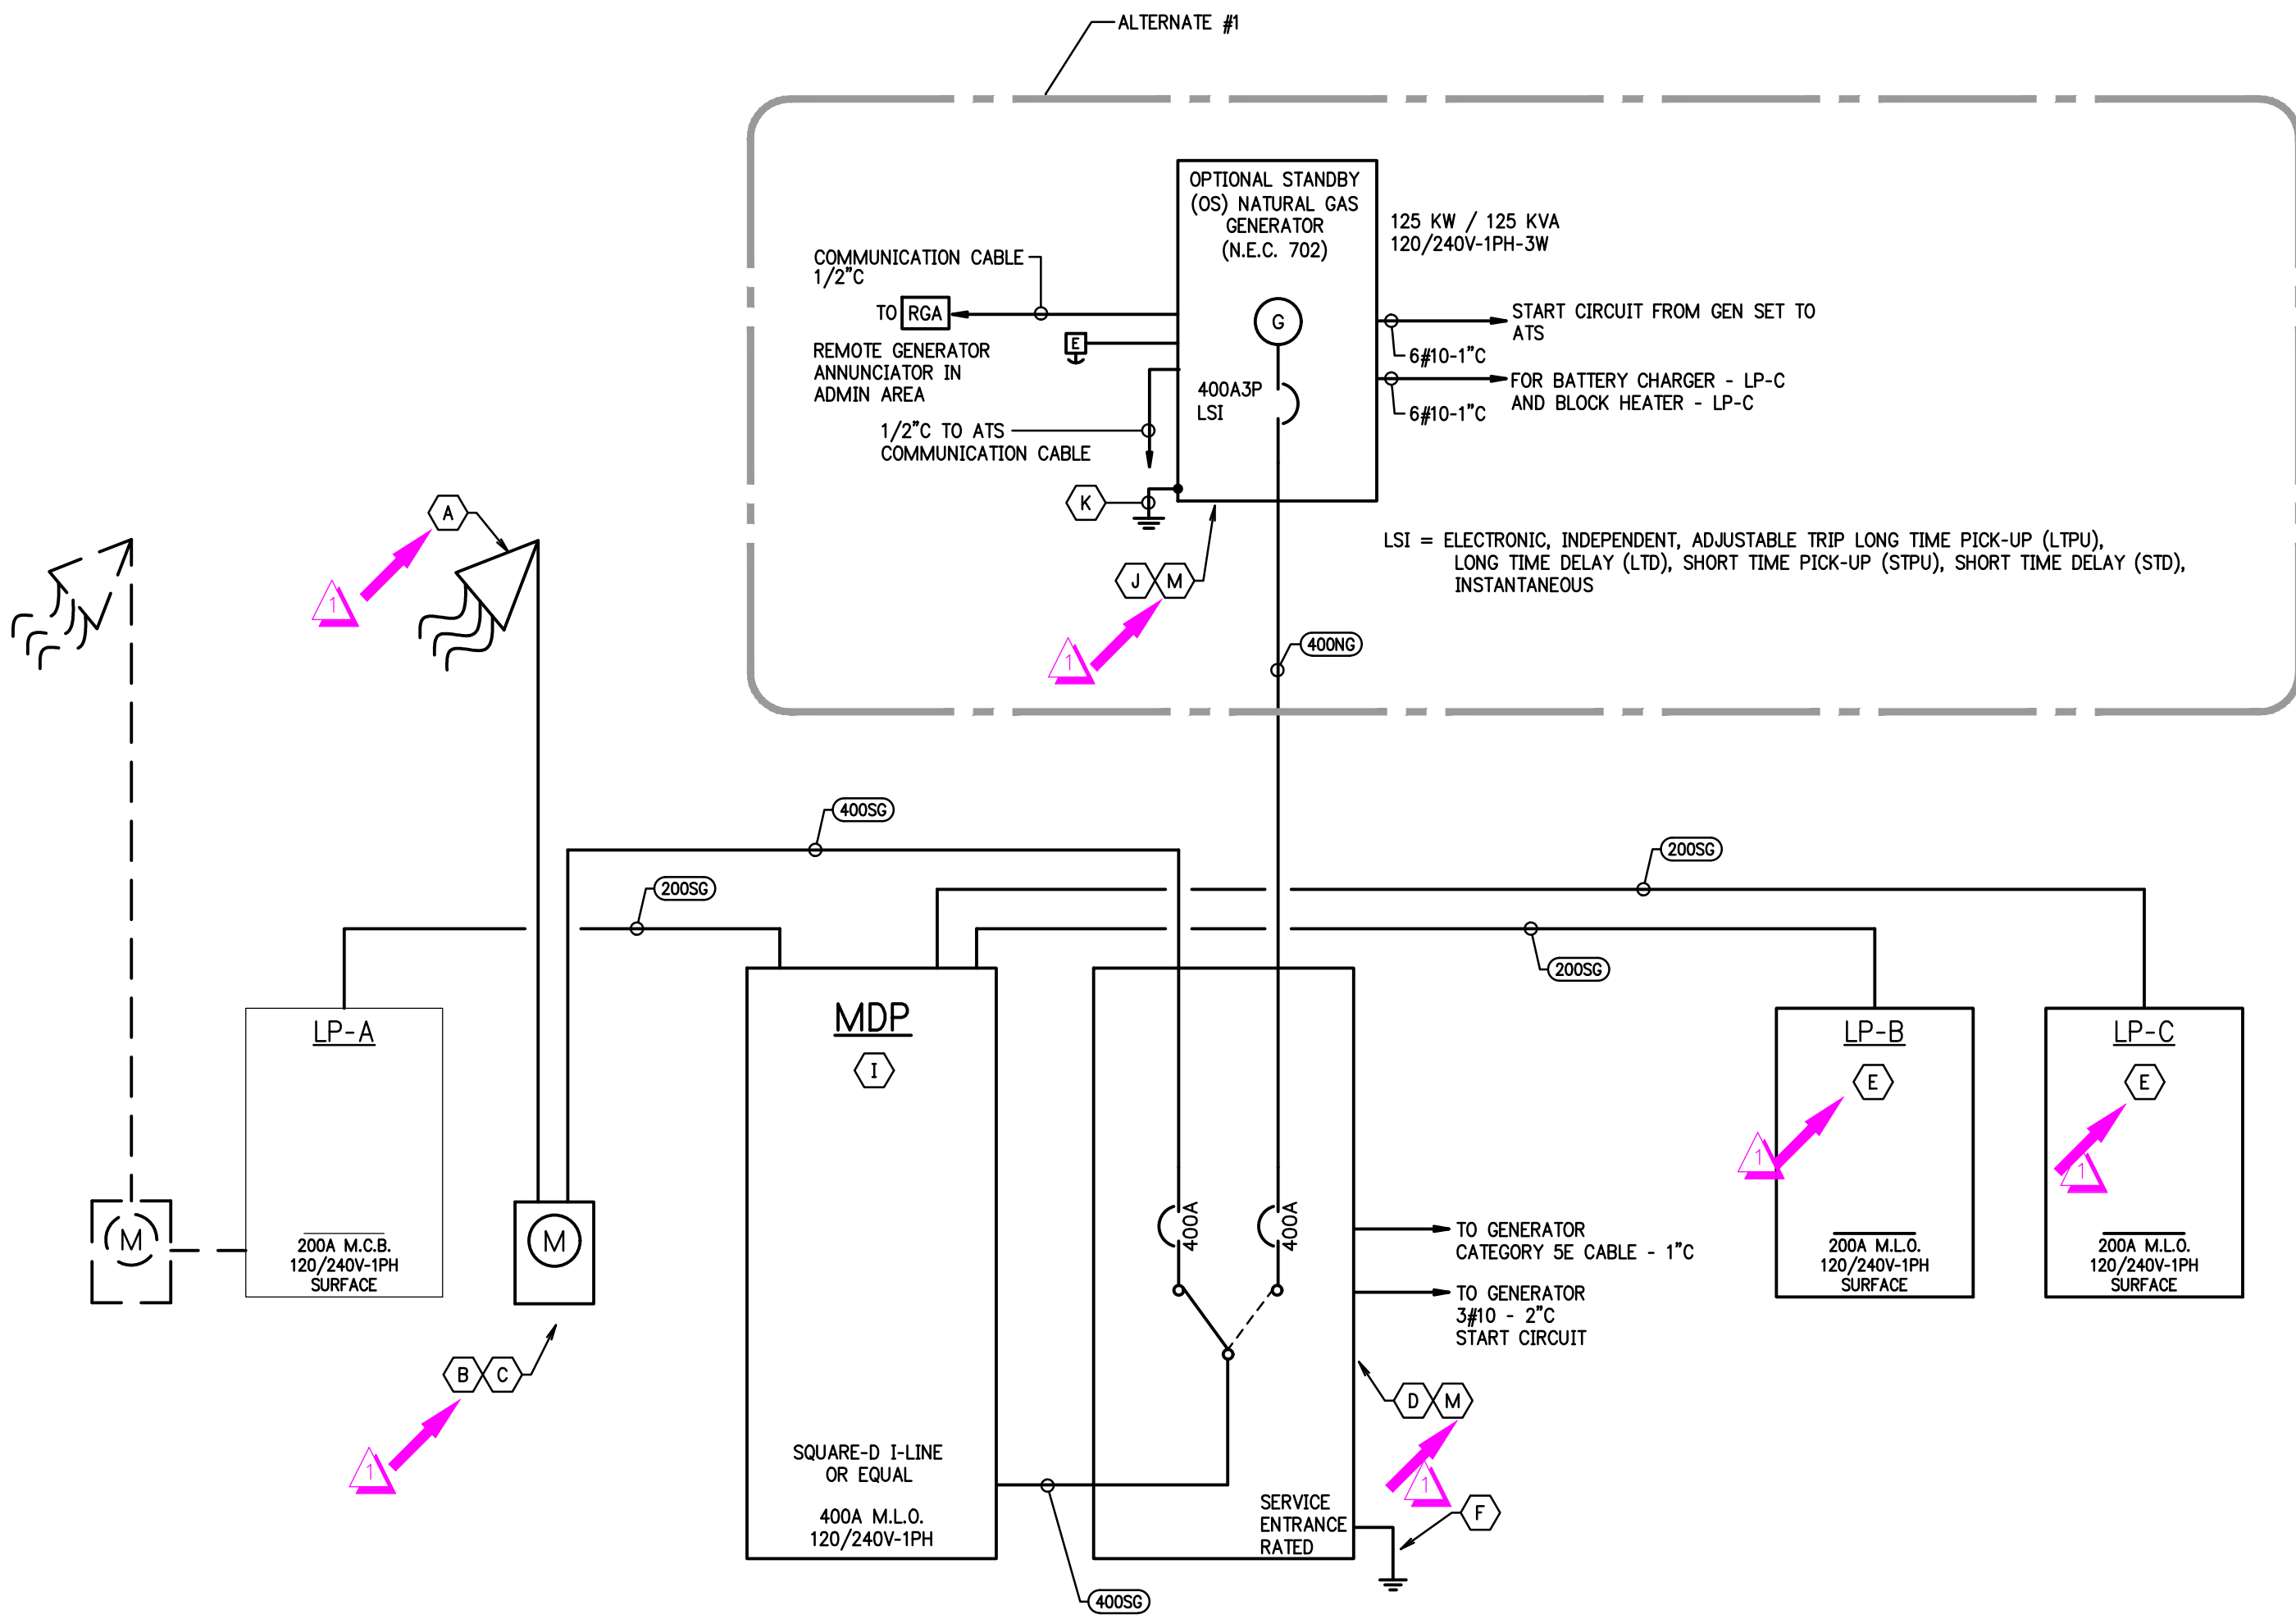 ALTERNATE #1
OPTIONAL STANDBY
(OS) NATURAL GAS
GENERATOR
(N.E.C. 702)
125 KW / 125 KVA
120/240V-1PH-3W
COMMUNICATION CABLE
1/2"C
TO RGA
REMOTE GENERATOR
ANNUNCIATOR IN
ADMIN AREA
E
G
400A3P
LSI
START CIRCUIT FROM GEN SET TO
ATS
6#10-1"C
FOR BATTERY CHARGER - LP-C
AND BLOCK HEATER - LP-C
6#10-1"C
1/2"C TO ATS
COMMUNICATION CABLE
K
J M
1
LSI = ELECTRONIC, INDEPENDENT, ADJUSTABLE TRIP LONG TIME PICK-UP (LTPU),
LONG TIME DELAY (LTD), SHORT TIME PICK-UP (STPU), SHORT TIME DELAY (STD),
INSTANTANEOUS
400NG
A
1
400SG
200SG
200SG
200SG
LP-A
200A M.C.B.
120/240V-1PH
SURFACE
M
M
B C
1
MDP
I
SQUARE-D I-LINE
OR EQUAL
400A M.L.O.
120/240V-1PH
400A
400A
SERVICE
ENTRANCE
RATED
400SG
TO GENERATOR
CATEGORY 5E CABLE - 1"C
TO GENERATOR
3#10 - 2"C
START CIRCUIT
D M
1
F
LP-B
E
1
200A M.L.O.
120/240V-1PH
SURFACE
LP-C
E
1
200A M.L.O.
120/240V-1PH
SURFACE